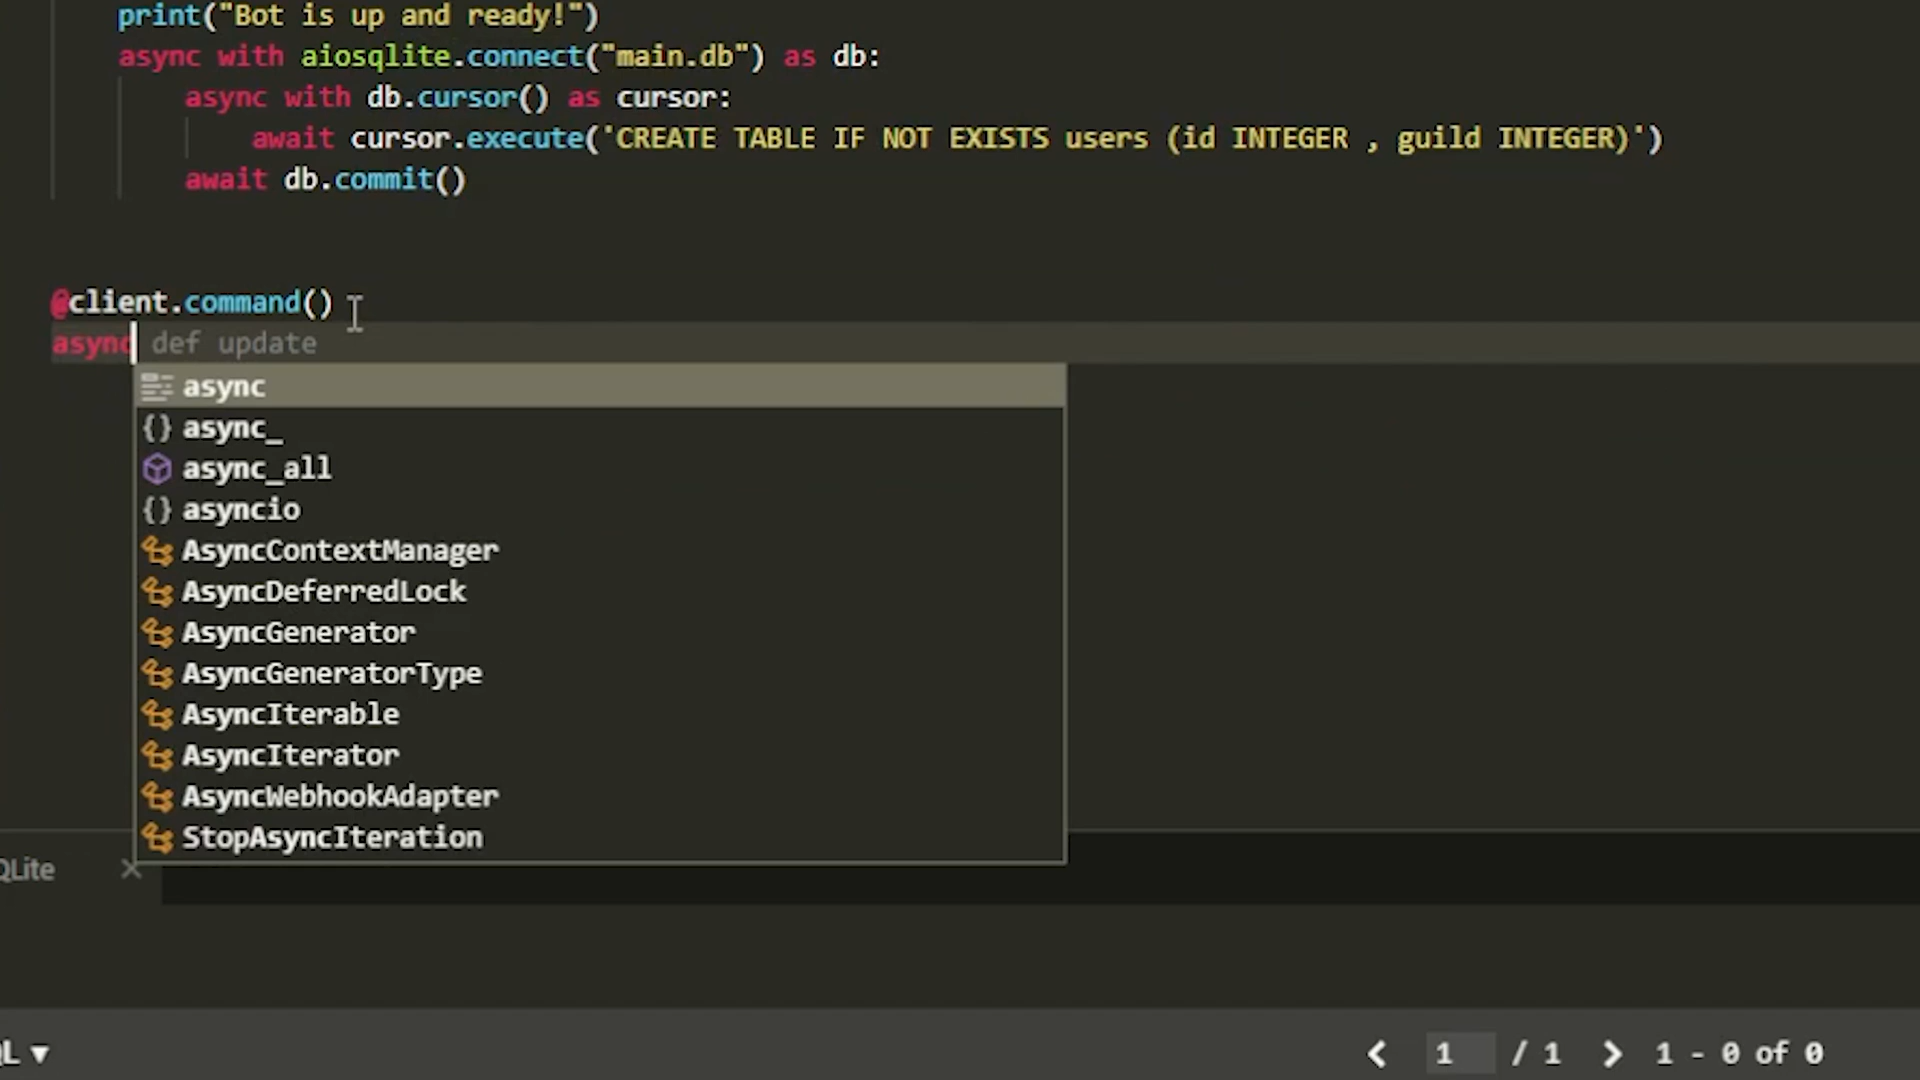 print("Bot is up and ready!")
async with aiosqlite.connect("main.db") as db:
async with db.cursor() as cursor:
await cursor.execute('CREATE TABLE IF NOT EXISTS users (id INTEGER , guild INTEGER)')
await db.commit()
@client.command()
async def update
async
async_
async_all
asyncio
AsyncContextManager
AsyncDeferredLock
AsyncGenerator
AsyncGeneratorType
AsyncIterable
AsyncIterator
AsyncWebhookAdapter
StopAsyncIteration
QLite ×
QL ▼ < 1 / 1 > 1 - 0 of 0